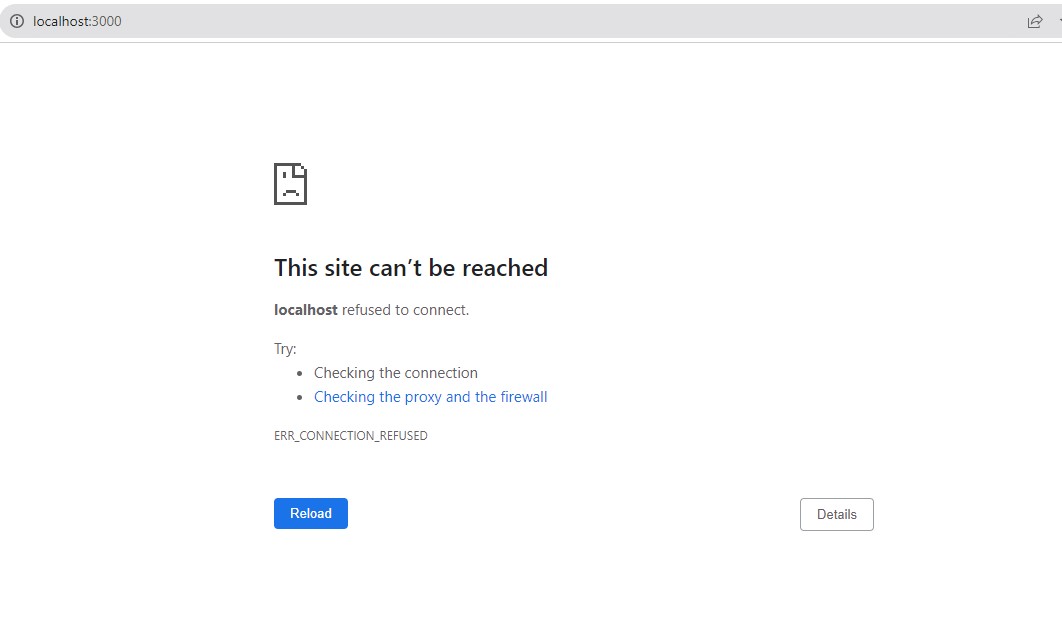 localhost:3000
This site can’t be reached
localhost refused to connect.
Try:
• Checking the connection
• Checking the proxy and the firewall
ERR_CONNECTION_REFUSED
Reload
Details